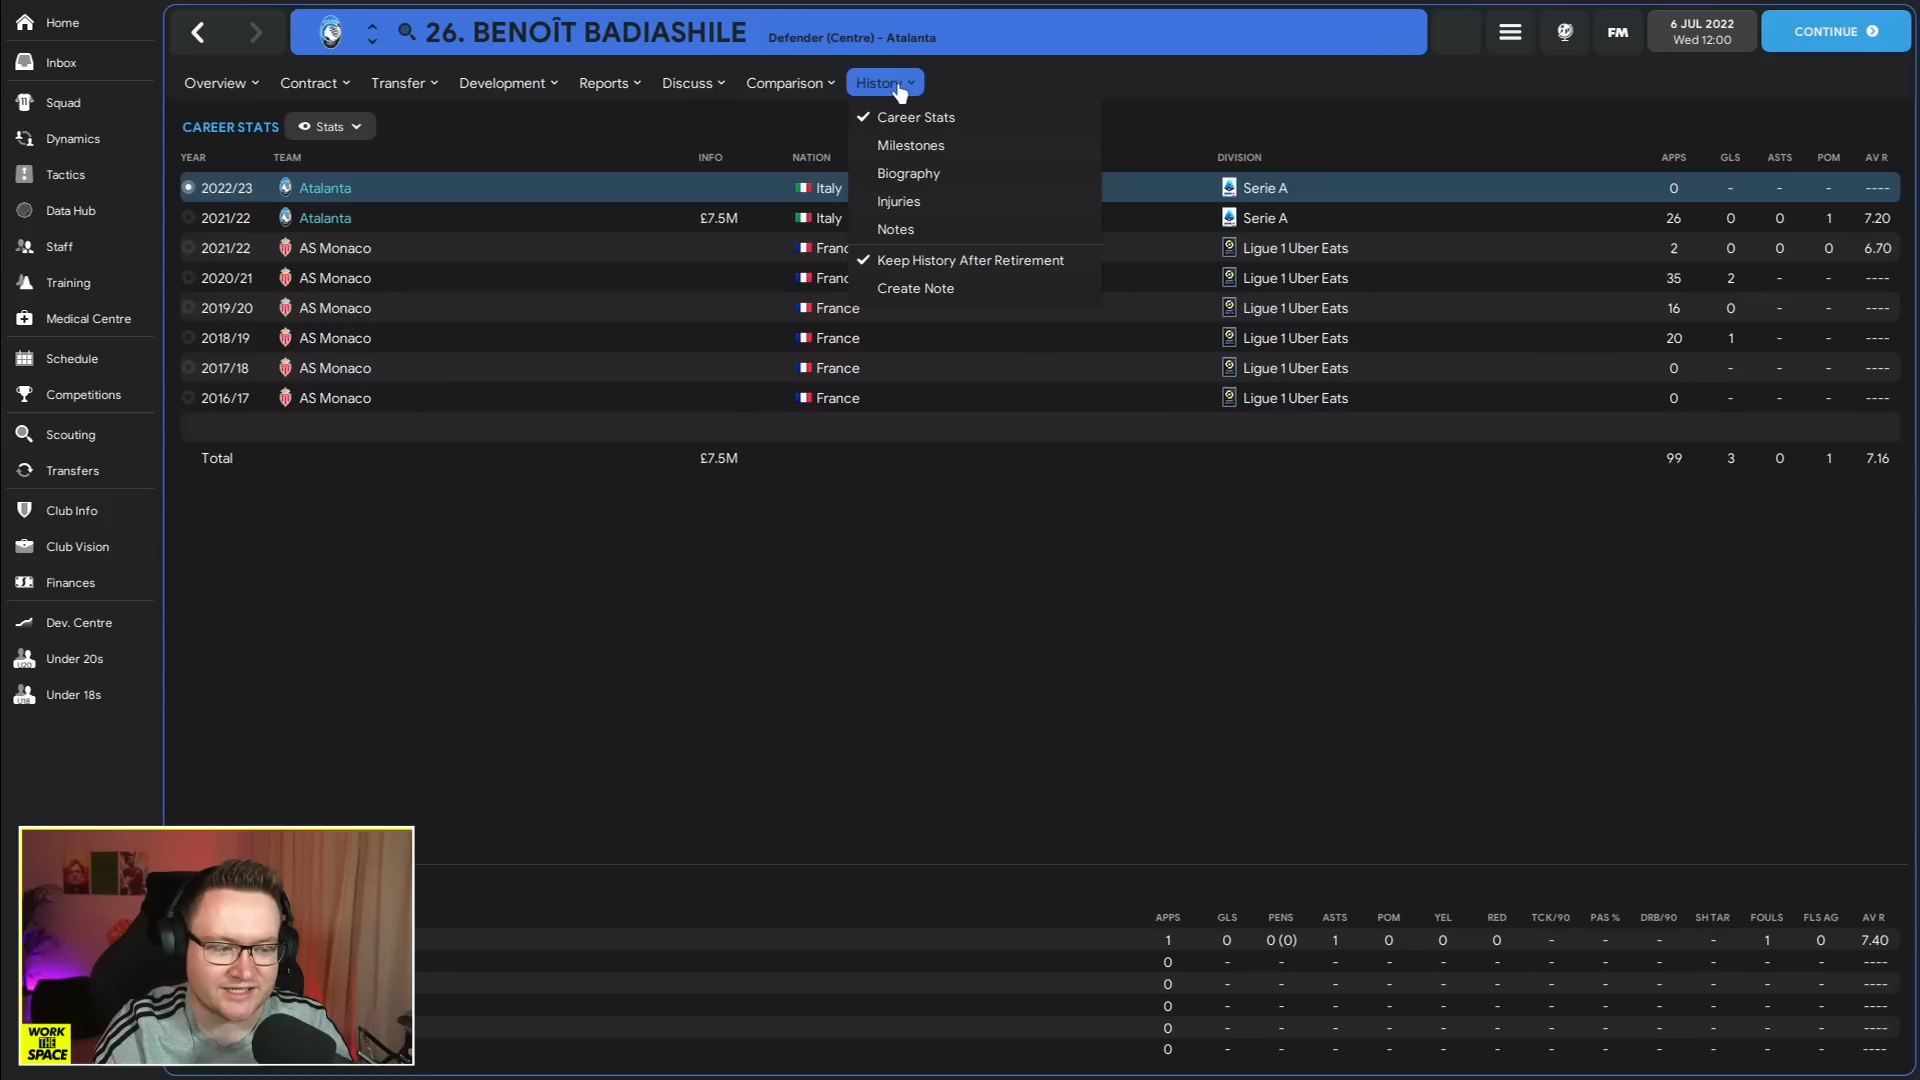 Home
Inbox
Squad
Dynamics
Tactics
Data Hub
Staff
Training
Medical Centre
Schedule
Competitions
Scouting
Transfers
Club Info
Club Vision
Finances
Dev. Centre
Under 20s
Under 18s
26. BENOÎT BADIASHILE Defender (Centre) - Atalanta
FM
6 JUL 2022
Wed 12:00
CONTINUE
Overview Contract Transfer Development Reports Discuss Comparison History
Career Stats
Milestones
Biography
Injuries
Notes
Keep History After Retirement
Create Note
CAREER STATS Stats
YEAR TEAM INFO NATION DIVISION APPS GLS ASTS POM AV R
2022/23 Atalanta Italy Serie A 0 - - - ----
2021/22 Atalanta £7.5M Italy Serie A 26 0 0 1 7.20
2021/22 AS Monaco Franc Ligue 1 Uber Eats 2 0 0 0 6.70
2020/21 AS Monaco Franc Ligue 1 Uber Eats 35 2 - - ----
2019/20 AS Monaco France Ligue 1 Uber Eats 16 0 - - ----
2018/19 AS Monaco France Ligue 1 Uber Eats 20 1 - - ----
2017/18 AS Monaco France Ligue 1 Uber Eats 0 - - - ----
2016/17 AS Monaco France Ligue 1 Uber Eats 0 - - - ----
Total £7.5M 99 3 0 1 7.16
APPS GLS PENS ASTS POM YEL RED TCK/90 PAS % DRB/90 SH TAR FOULS FLS AG AV R
1 0 0 (0) 1 0 0 0 - - - - 1 0 7.40
0 - - - - - - - - - - - - ----
0 - - - - - - - - - - - - ----
0 - - - - - - - - - - - - ----
0 - - - - - - - - - - - - ----
0 - - - - - - - - - - - - ----
WORK
THE
SPACE